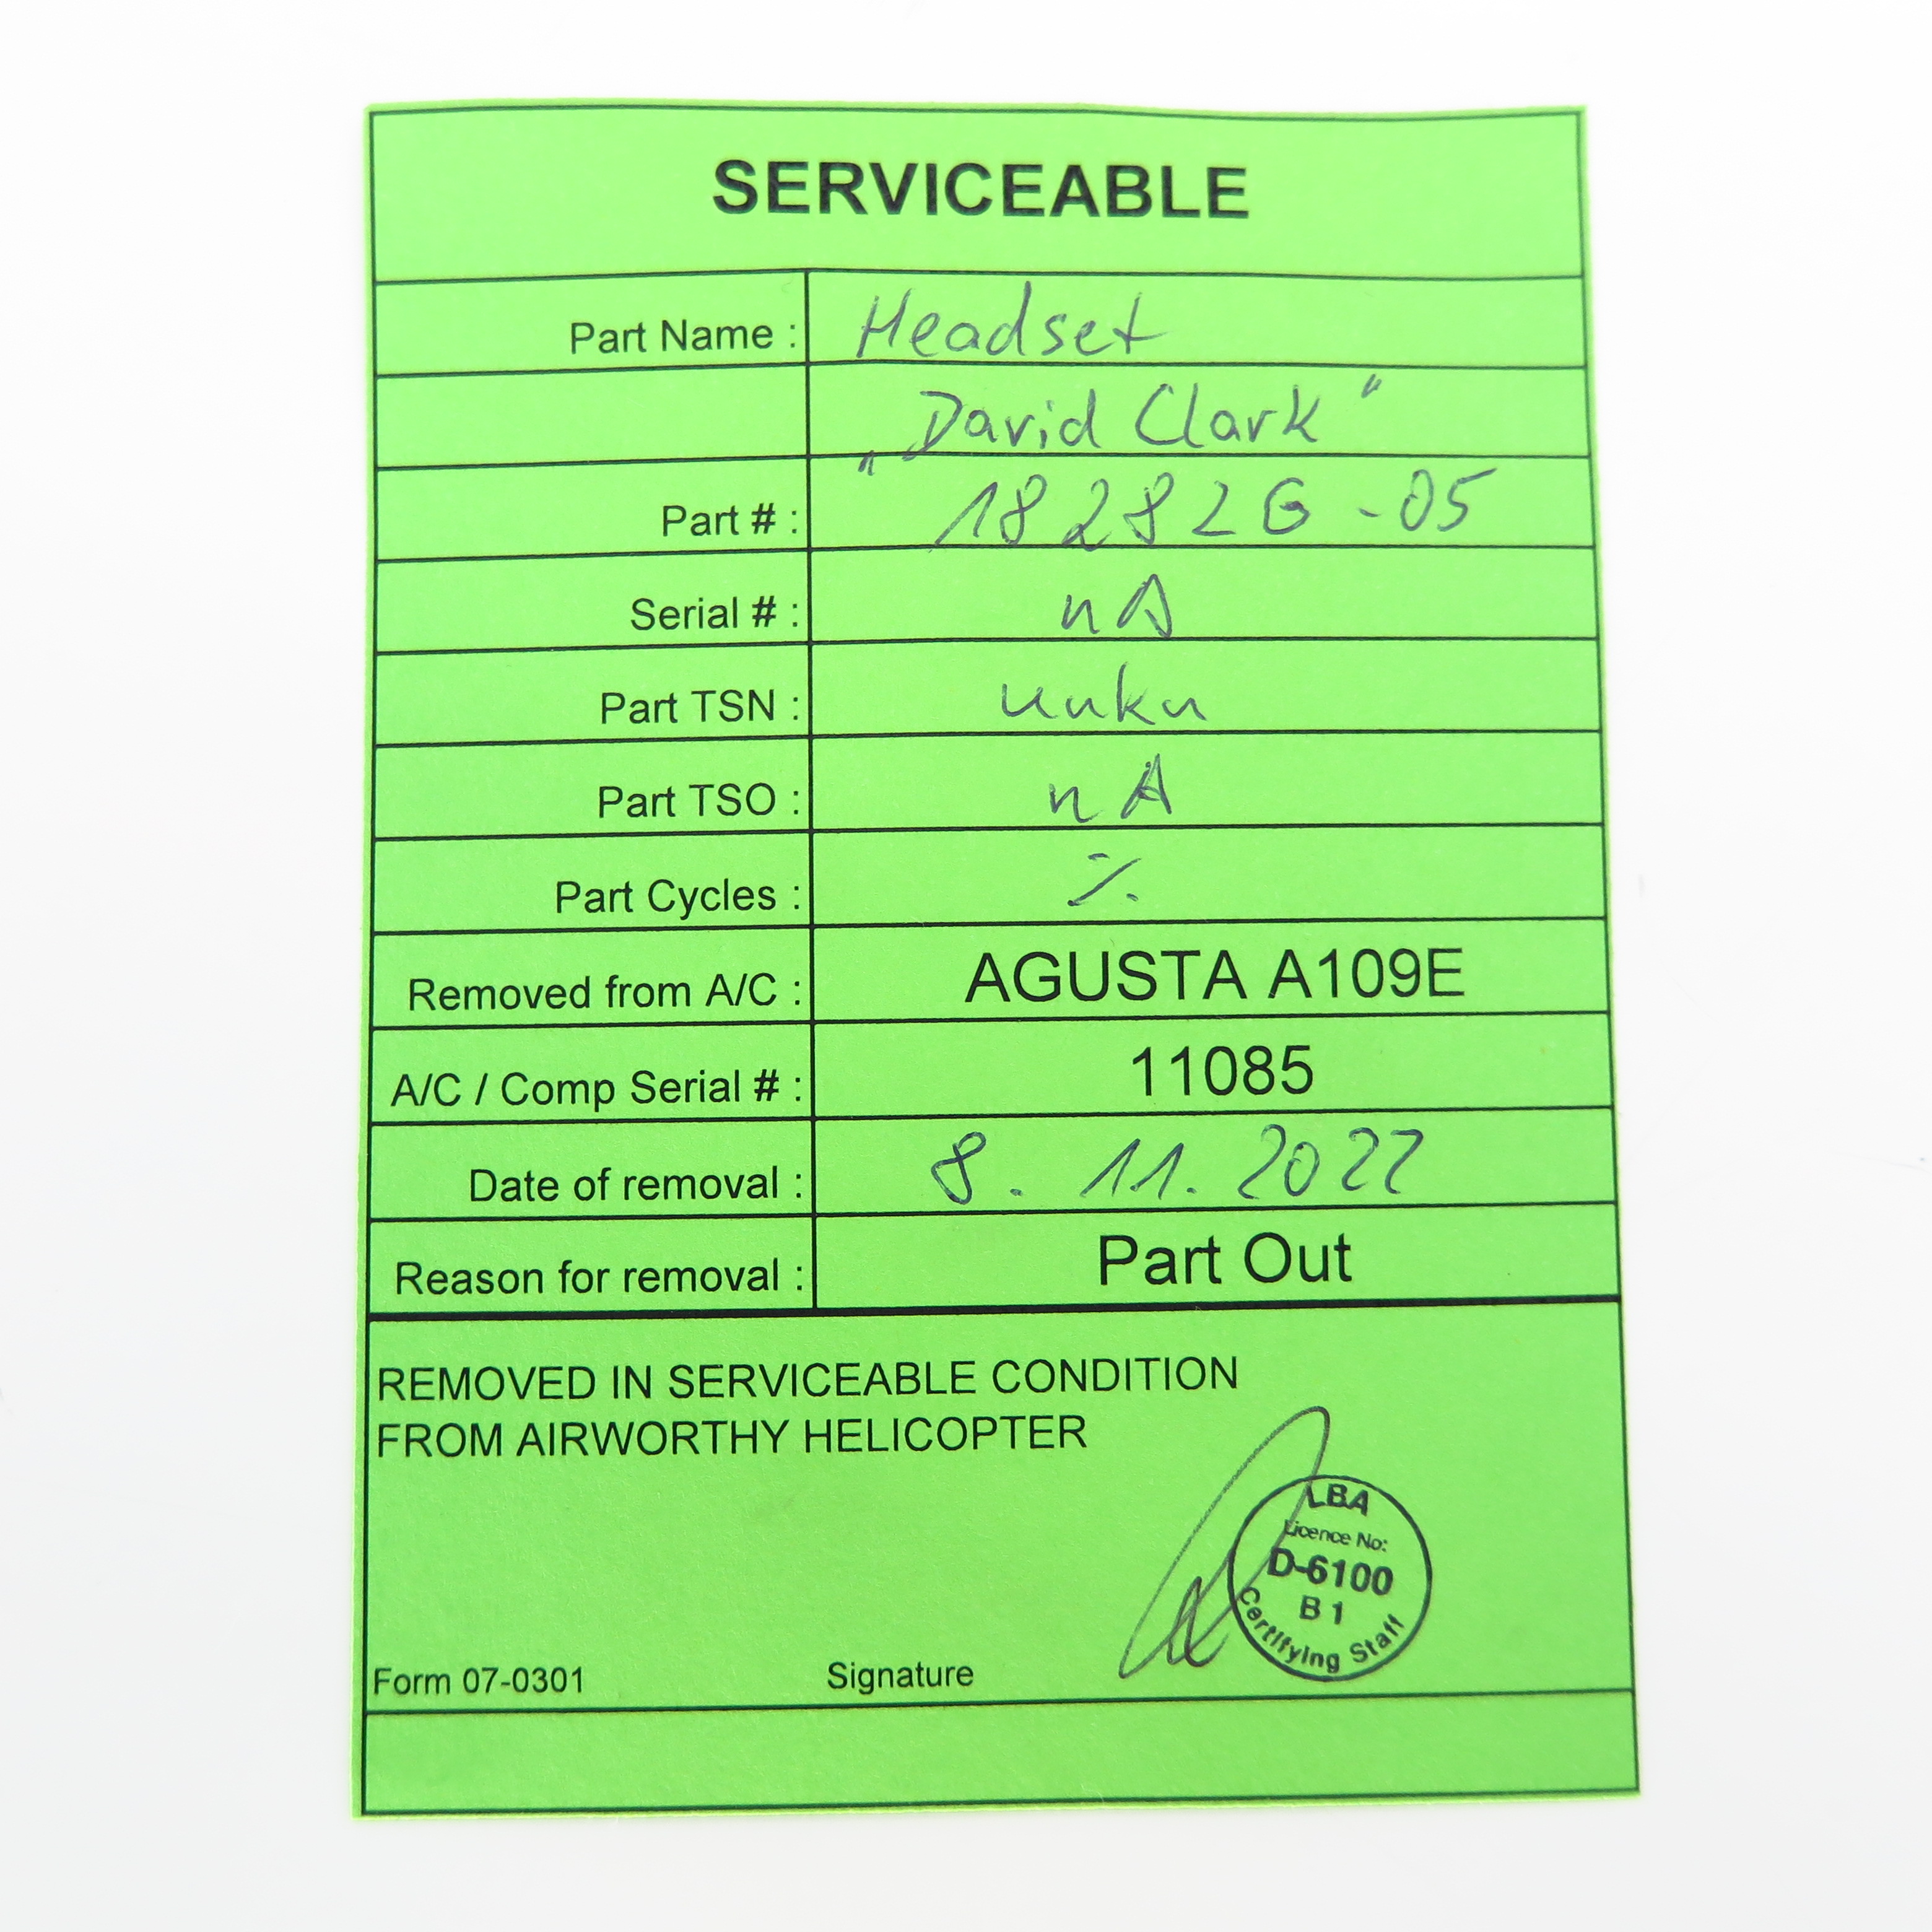 SERVICEABLE
Part Name : Headset
„David Clark"
Part # : 18282G-05
Serial # : nA
Part TSN : unkn
Part TSO : nA
Part Cycles : ⁒
Removed from A/C : AGUSTA A109E
A/C / Comp Serial # : 11085
Date of removal : 8. 11. 2022
Reason for removal : Part Out
REMOVED IN SERVICEABLE CONDITION
FROM AIRWORTHY HELICOPTER
LBA
Licence No:
D-6100
B 1
Certifying Staff
Form 07-0301 Signature